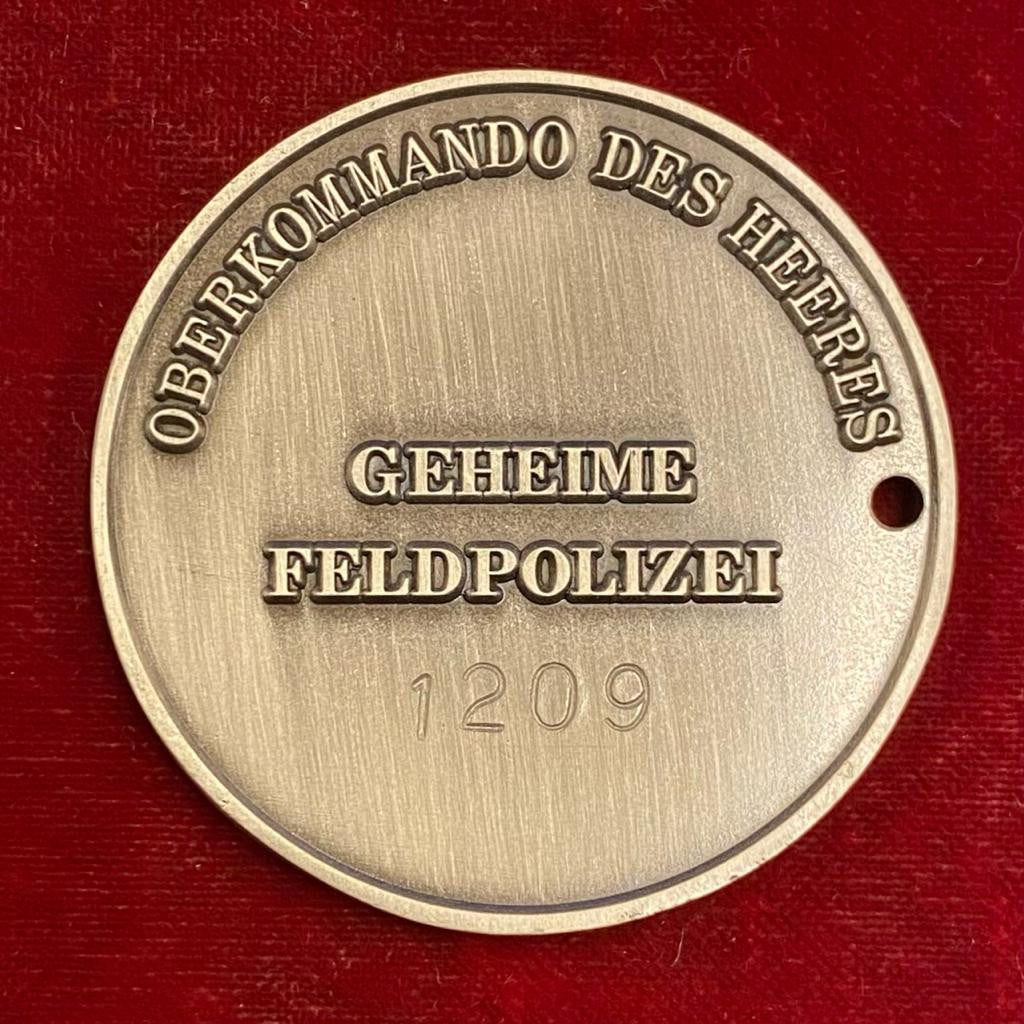 OBERKOMMANDO DES HEERES
GEHEIME
FELDPOLIZEI
1209